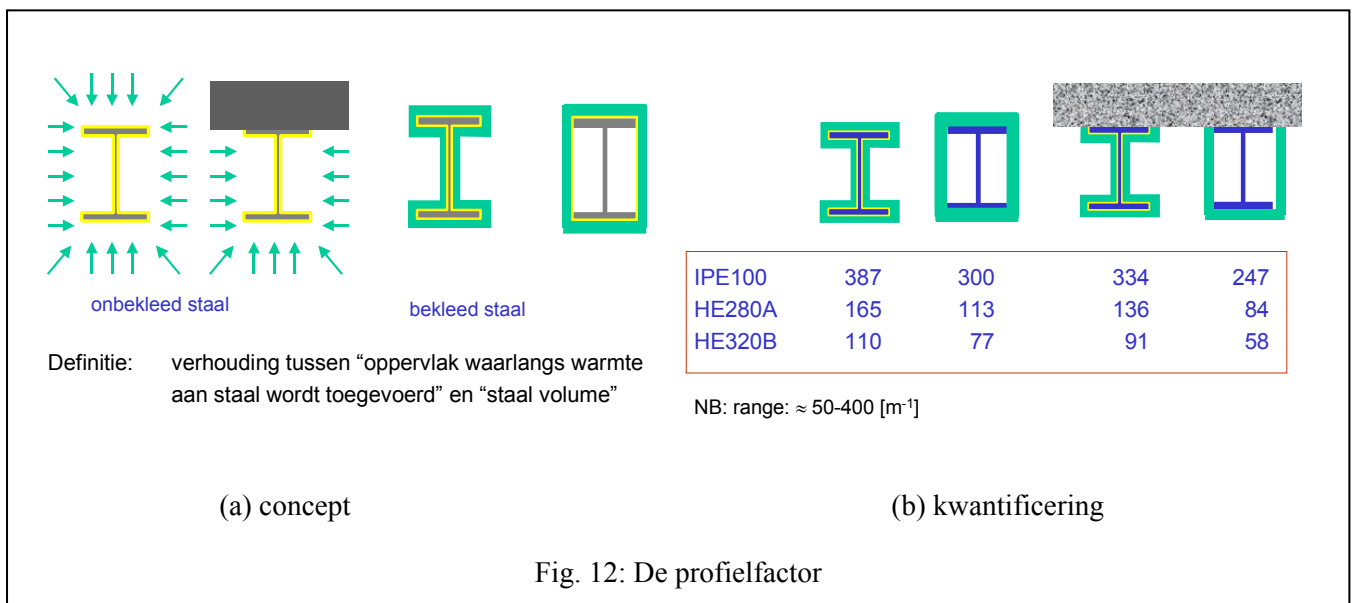 onbekleed staal
bekleed staal
Definitie: verhouding tussen “oppervlak waarlangs warmte
aan staal wordt toegevoerd” en “staal volume”
IPE100 387 300 334 247
HE280A 165 113 136 84
HE320B 110 77 91 58
NB: range: ≈ 50-400 [m-1]
(a) concept
(b) kwantificering
Fig. 12: De profielfactor